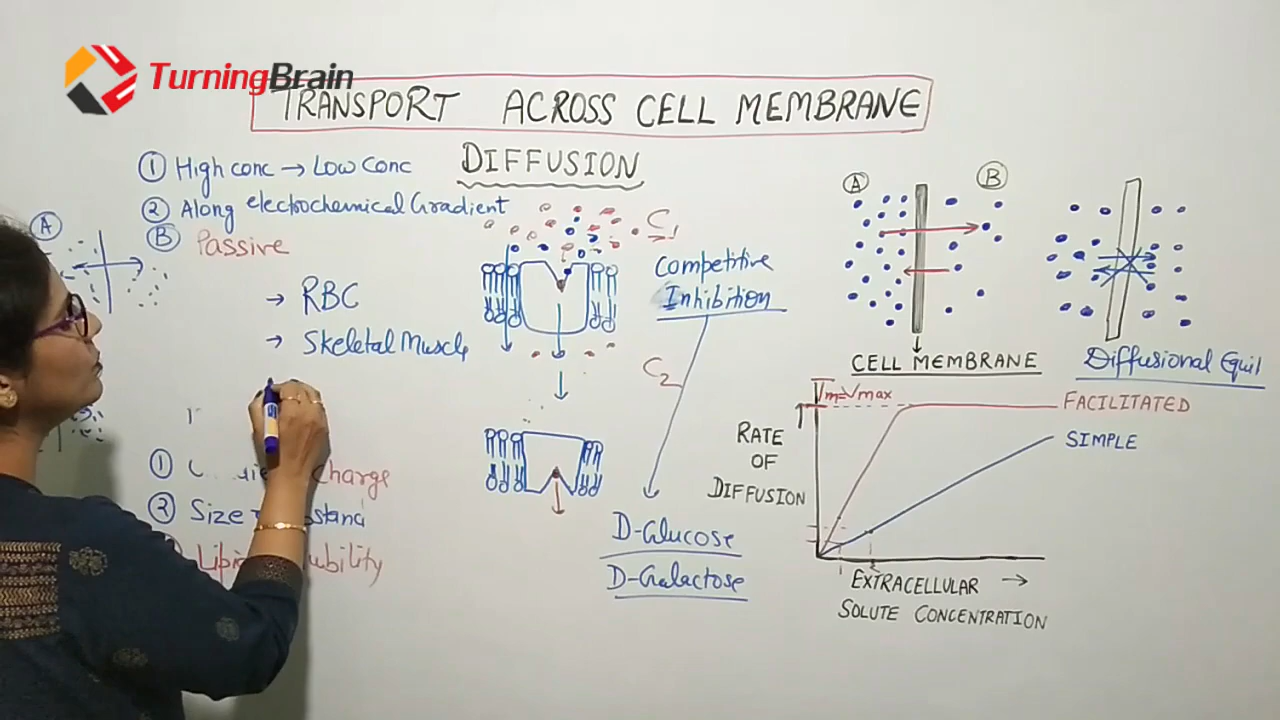 TurningBrain
TRANSPORT ACROSS CELL MEMBRANE
DIFFUSION
① High conc → Low Conc
② Along electrochemical Gradient
Passive
→ RBC
→ Skeletal Muscle
①
Charge
② Size
Ⓐ
Ⓑ
C₁
Competitive
Inhibition
C₂
D-Glucose
D-Galactose
Ⓐ
Ⓑ
CELL MEMBRANE
Diffusional Equil
Vm=Vmax
FACILITATED
SIMPLE
RATE
OF
DIFFUSION
EXTRACELLULAR →
SOLUTE CONCENTRATION